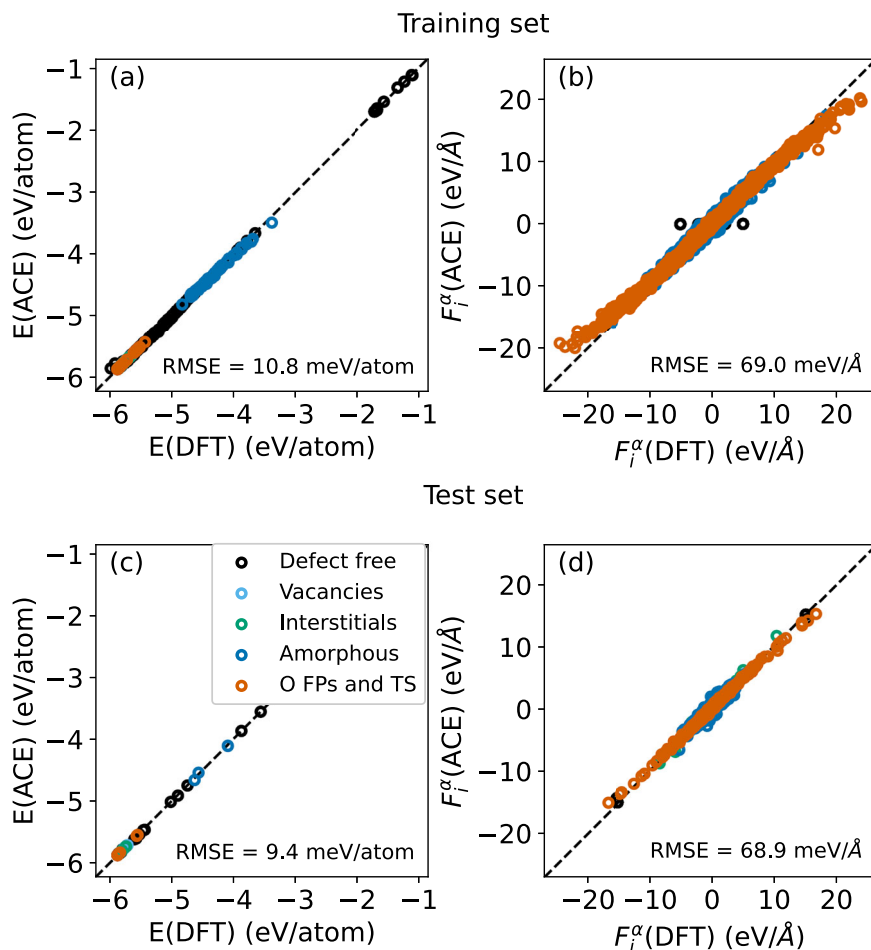 Training set
(a)
E(ACE) (eV/atom)
−1
−2
−3
−4
−5
−6
RMSE = 10.8 meV/atom
−6 −5 −4 −3 −2 −1
E(DFT) (eV/atom)
(b)
F_i^α(ACE) (eV/Å)
20
10
0
−10
−20
RMSE = 69.0 meV/Å
−20 −10 0 10 20
F_i^α(DFT) (eV/Å)
Test set
(c)
E(ACE) (eV/atom)
−1
−2
−3
−4
−5
−6
Defect free
Vacancies
Interstitials
Amorphous
O FPs and TS
RMSE = 9.4 meV/atom
−6 −5 −4 −3 −2 −1
E(DFT) (eV/atom)
(d)
F_i^α(ACE) (eV/Å)
20
10
0
−10
−20
RMSE = 68.9 meV/Å
−20 −10 0 10 20
F_i^α(DFT) (eV/Å)